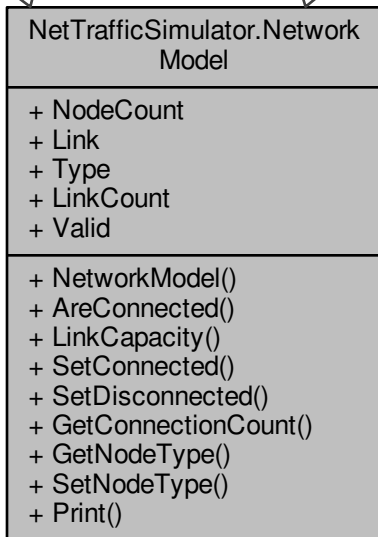 NetTrafficSimulator.Network
Model
+ NodeCount
+ Link
+ Type
+ LinkCount
+ Valid
+ NetworkModel()
+ AreConnected()
+ LinkCapacity()
+ SetConnected()
+ SetDisconnected()
+ GetConnectionCount()
+ GetNodeType()
+ SetNodeType()
+ Print()